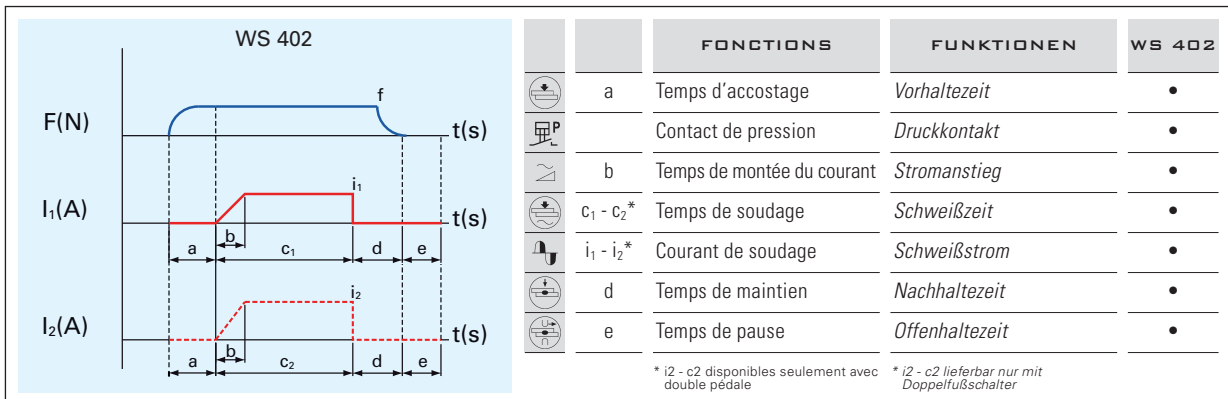 WS 402
F(N)
f
t(s)
I₁(A)
i₁
t(s)
b
a c₁ d e
I₂(A)
i₂
t(s)
b
a c₂ d e
FONCTIONS FUNKTIONEN WS 402
a Temps d'accostage Vorhaltezeit •
P Contact de pression Druckkontakt •
b Temps de montée du courant Stromanstieg •
c₁ - c₂* Temps de soudage Schweißzeit •
i₁ - i₂* Courant de soudage Schweißstrom •
d Temps de maintien Nachhaltezeit •
e Temps de pause Offenhaltezeit •
* i2 - c2 disponibles seulement avec
double pédale
* i2 - c2 lieferbar nur mit
Doppelfußschalter